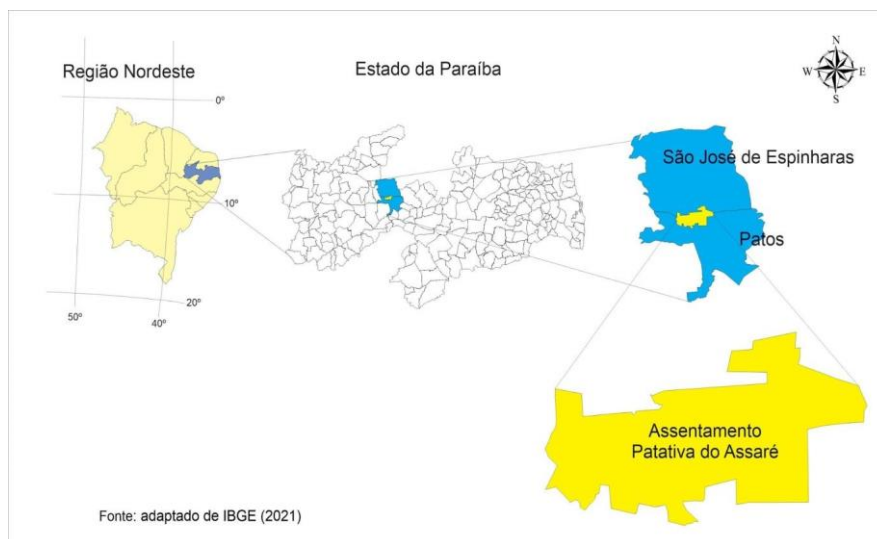 Região Nordeste
Estado da Paraíba
N
W E
S
0º
10º
20º
50º
40º
São José de Espinharas
Patos
Assentamento
Patativa do Assaré
Fonte: adaptado de IBGE (2021)